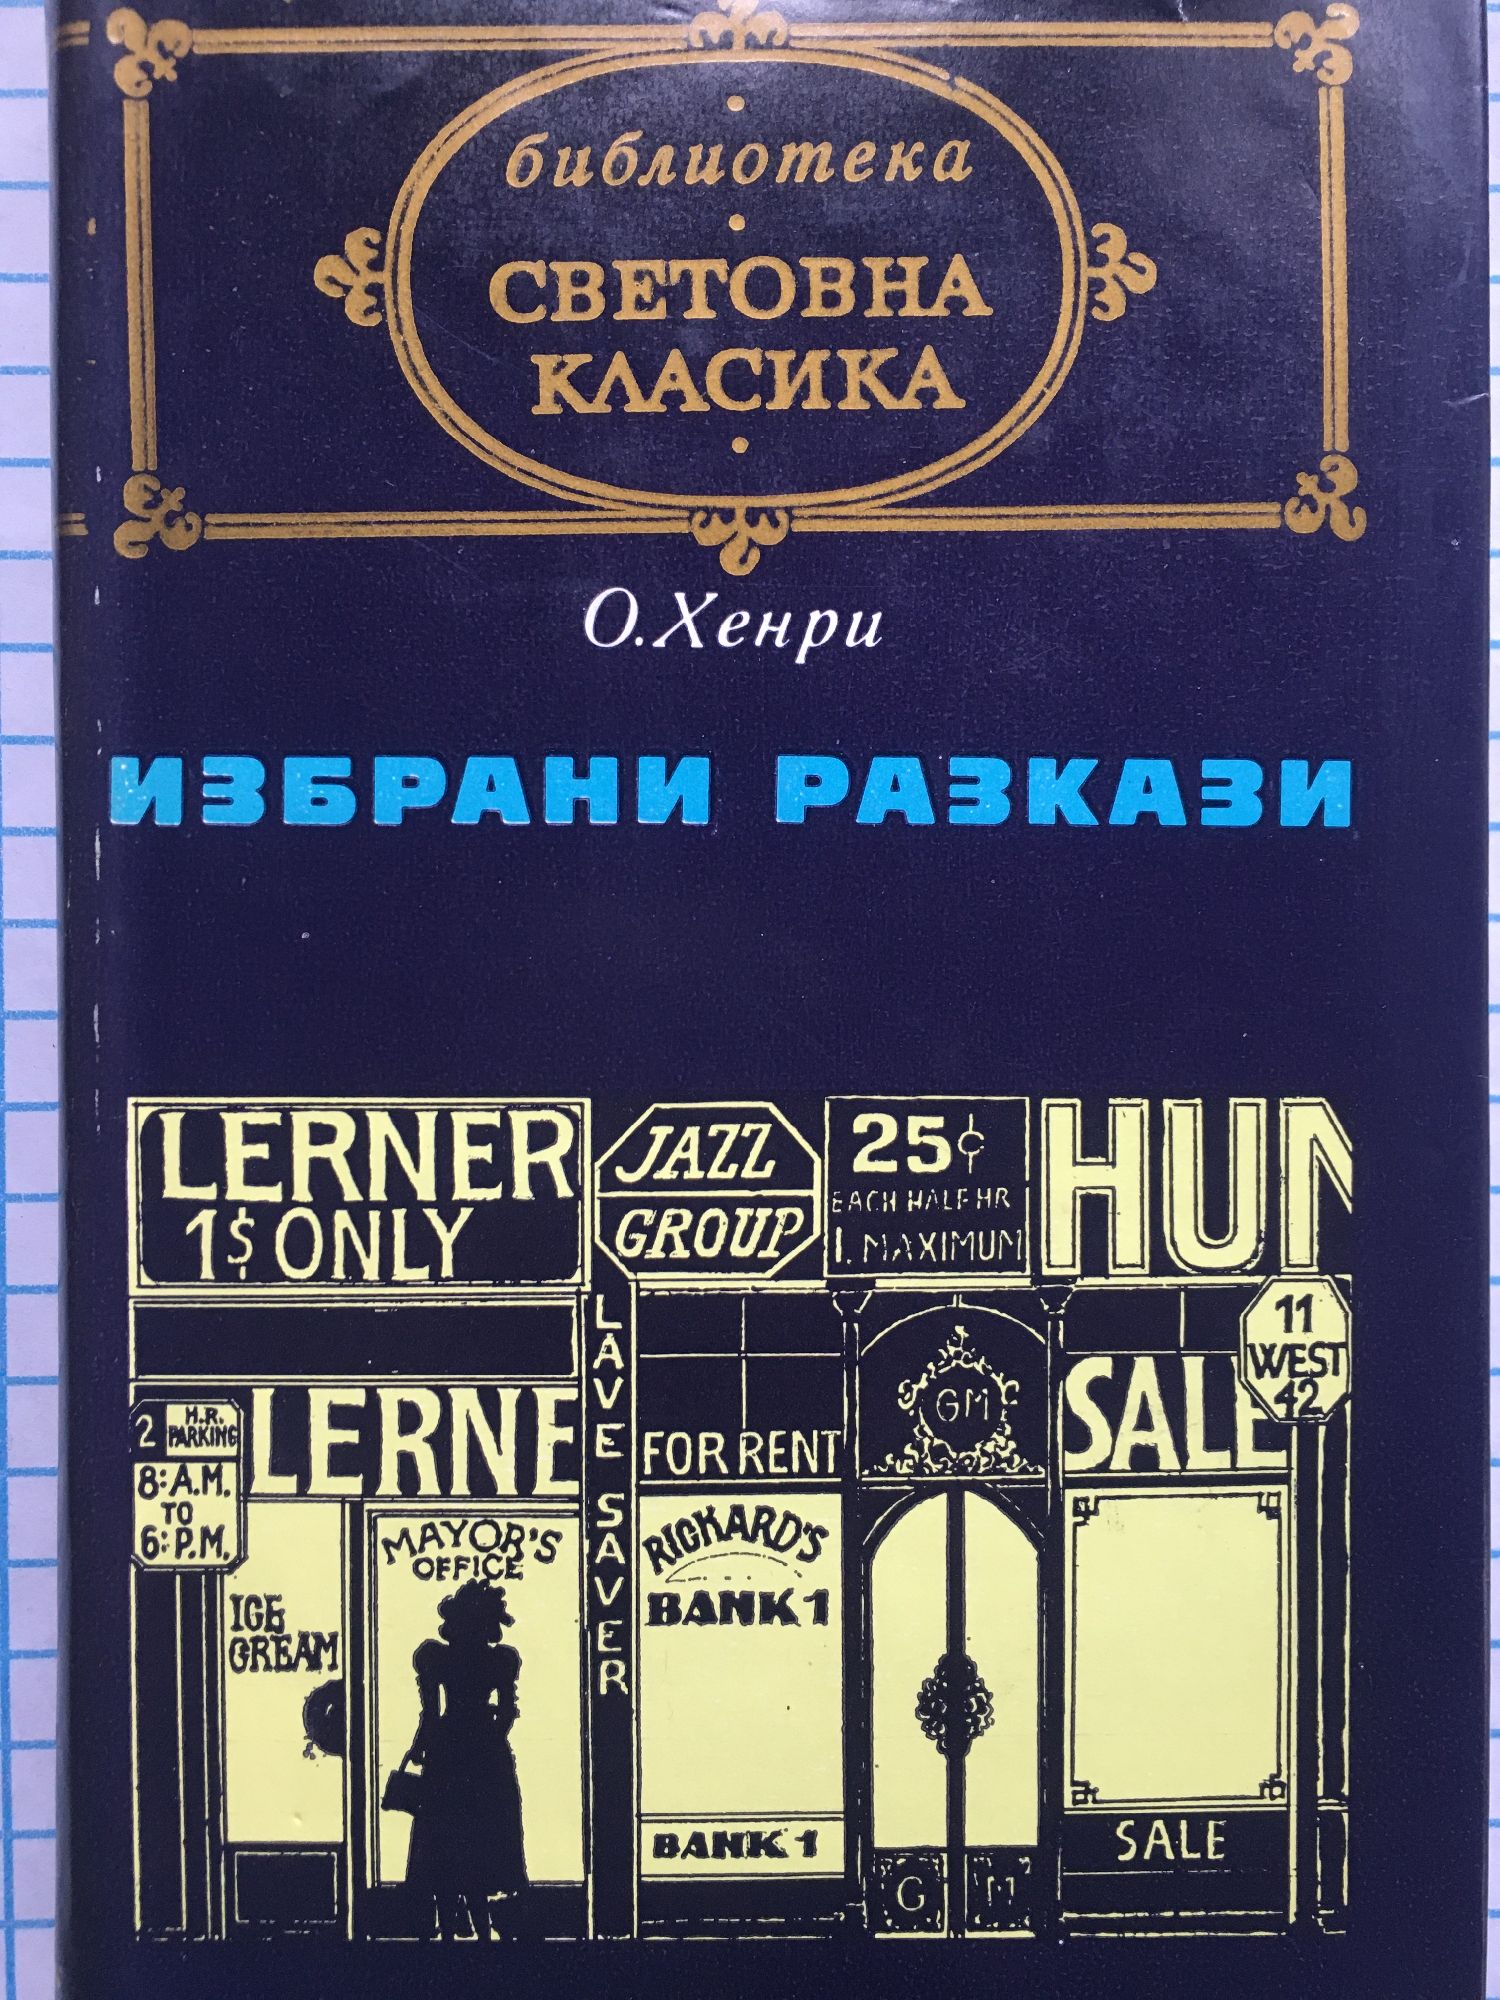 библиотека
СВЕТОВНА
КЛАСИКА
О. Хенри
ИЗБРАНИ РАЗКАЗИ
LERNER
1$ ONLY
JAZZ
GROUP
25¢
EACH HALF HR
1. MAXIMUM
HUN
11
WEST
42
2 H.R. PARKING
8:A.M.
TO
6:P.M.
LERNE
LAVE SAVER
FOR RENT
GM
SALE
MAYOR'S
OFFICE
ICE
CREAM
RICKARD'S
BANK 1
BANK 1
G M
SALE